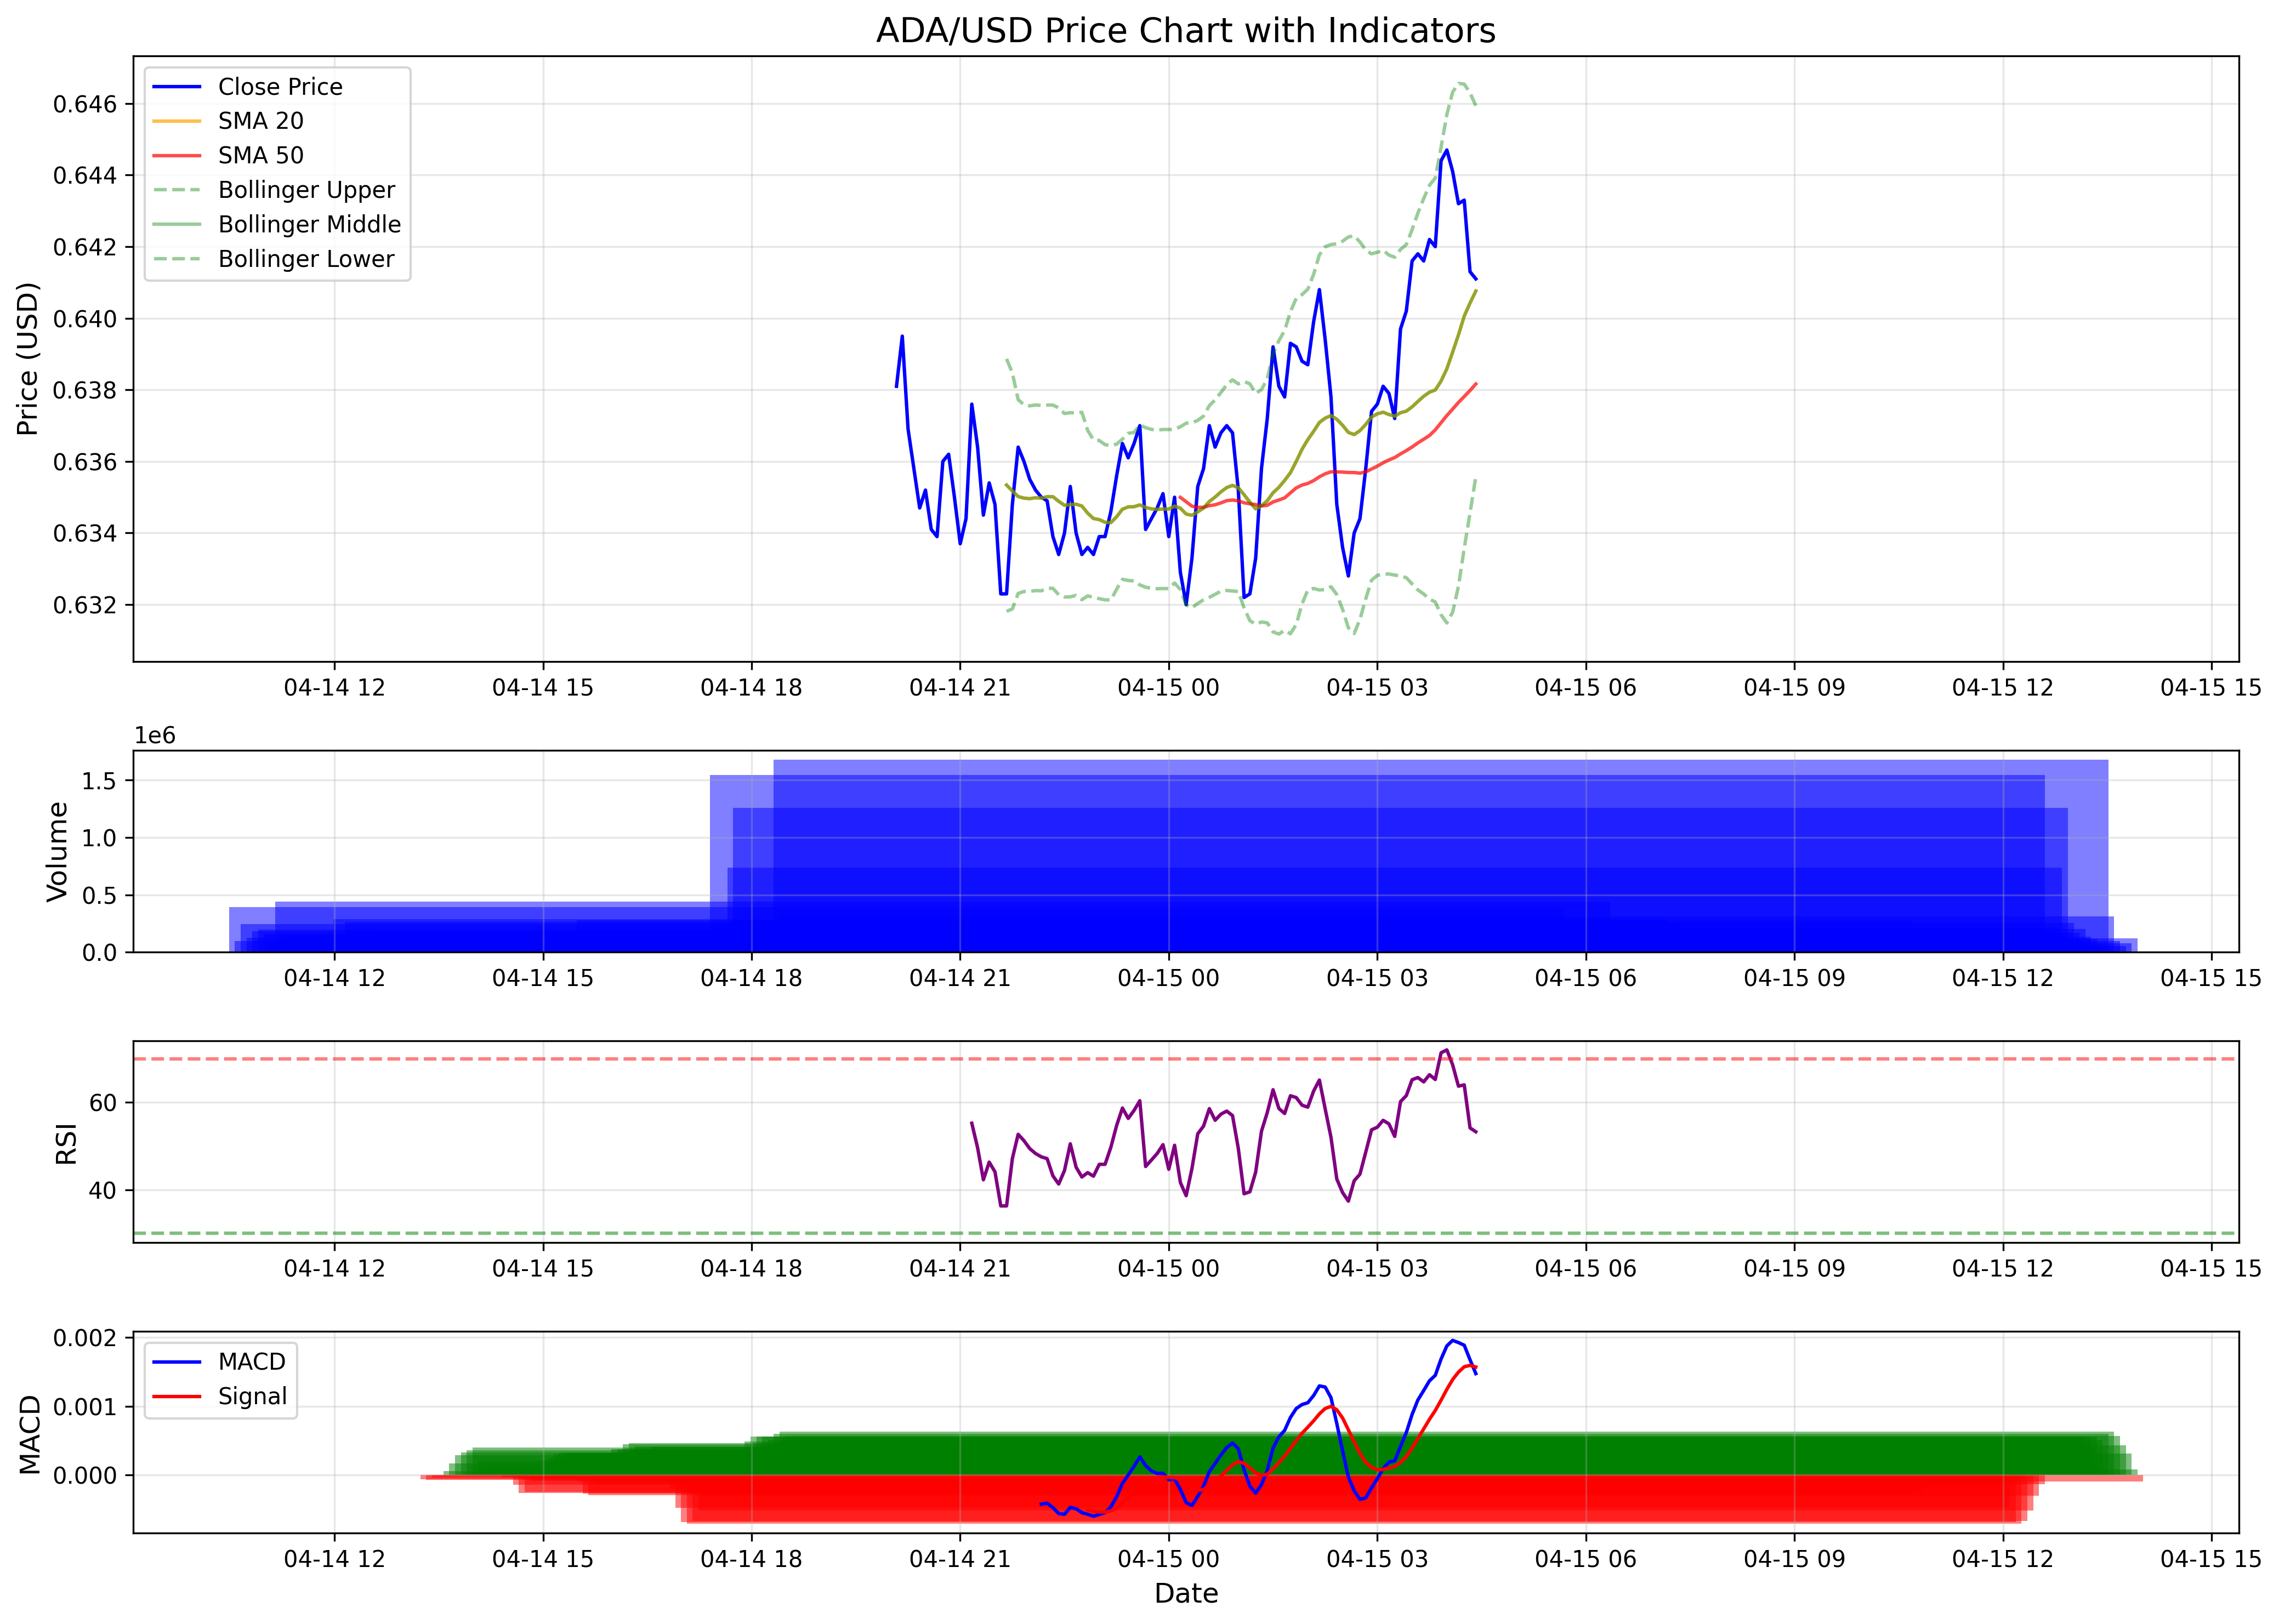 ADA/USD Price Chart with Indicators
Close Price
SMA 20
SMA 50
Bollinger Upper
Bollinger Middle
Bollinger Lower
Price (USD)
0.646
0.644
0.642
0.640
0.638
0.636
0.634
0.632
04-14 12 04-14 15 04-14 18 04-14 21 04-15 00 04-15 03 04-15 06 04-15 09 04-15 12 04-15 15
1e6
Volume
1.5
1.0
0.5
0.0
04-14 12 04-14 15 04-14 18 04-14 21 04-15 00 04-15 03 04-15 06 04-15 09 04-15 12 04-15 15
RSI
60
40
04-14 12 04-14 15 04-14 18 04-14 21 04-15 00 04-15 03 04-15 06 04-15 09 04-15 12 04-15 15
MACD
Signal
MACD
0.002
0.001
0.000
04-14 12 04-14 15 04-14 18 04-14 21 04-15 00 04-15 03 04-15 06 04-15 09 04-15 12 04-15 15
Date